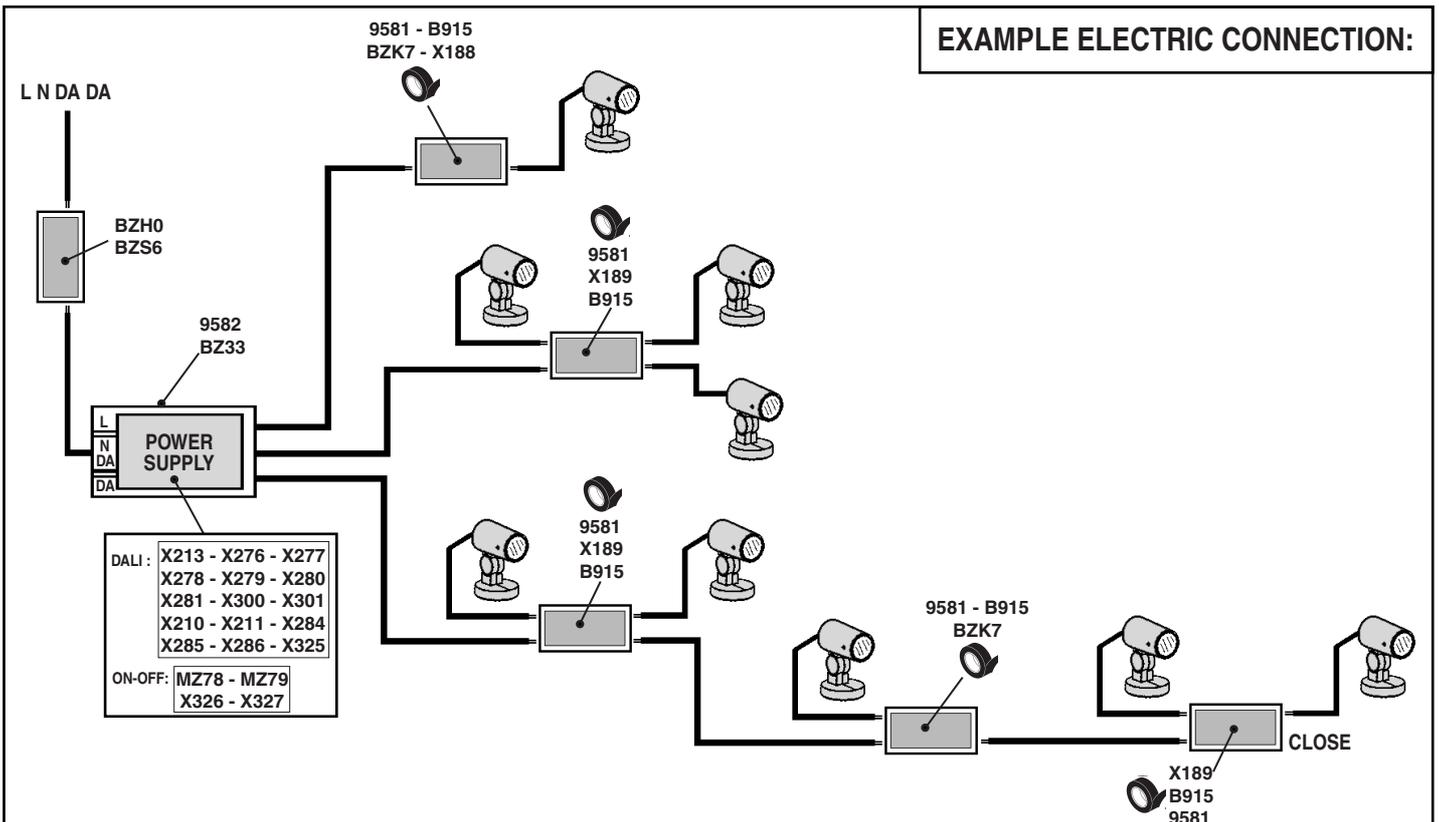 EXAMPLE ELECTRIC CONNECTION:
9581 - B915
BZK7 - X188
L N DA DA
BZH0
BZS6
9581
X189
B915
9582
BZ33
L
N
DA
DA
POWER
SUPPLY
DALI :
X213 - X276 - X277
X278 - X279 - X280
X281 - X300 - X301
X210 - X211 - X284
X285 - X286 - X325
ON-OFF:
MZ78 - MZ79
X326 - X327
9581
X189
B915
9581 - B915
BZK7
CLOSE
X189
B915
9581